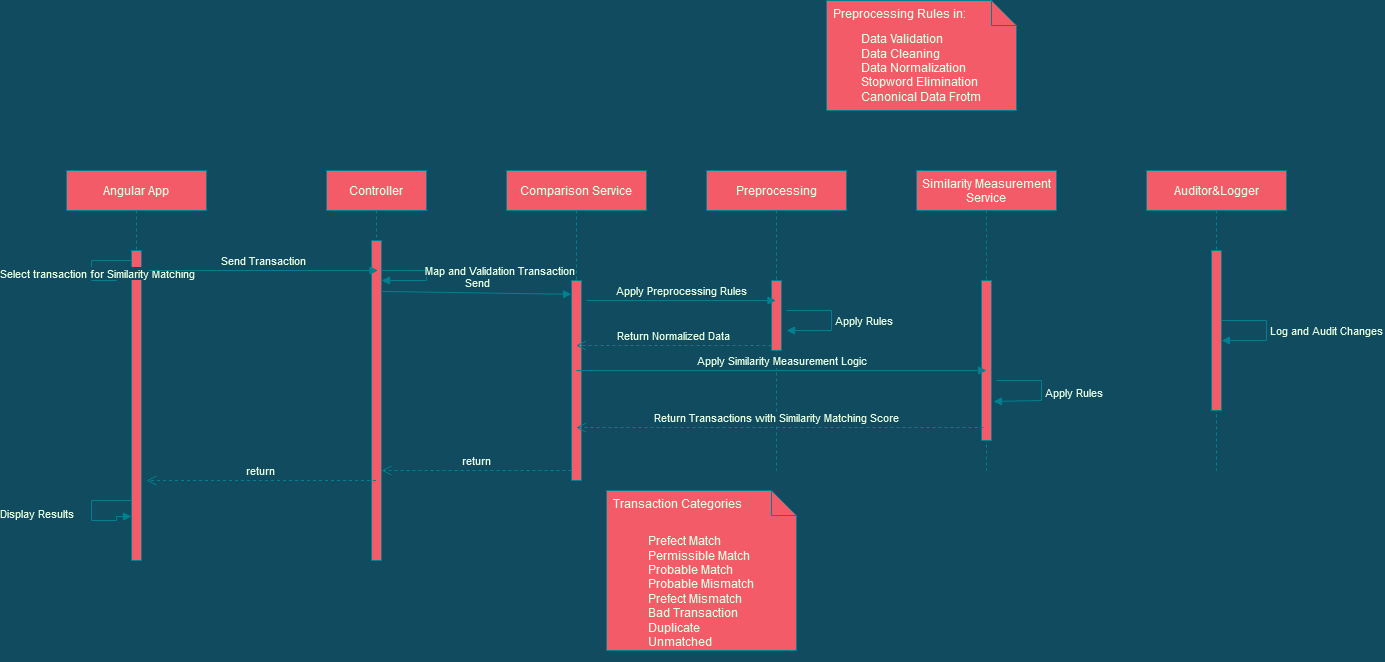 Preprocessing Rules in:
Data Validation
Data Cleaning
Data Normalization
Stopword Elimination
Canonical Data Frotm
Angular App
Controller
Comparison Service
Preprocessing
Similarity Measurement
Service
Auditor&Logger
Send Transaction
Select transaction for Similarity Matching
Map and Validation Transaction
Send
Apply Preprocessing Rules
Apply Rules
Log and Audit Changes
Return Normalized Data
Apply Similarity Measurement Logic
Apply Rules
Return Transactions with Similarity Matching Score
return
return
Display Results
Transaction Categories
Prefect Match
Permissible Match
Probable Match
Probable Mismatch
Prefect Mismatch
Bad Transaction
Duplicate
Unmatched